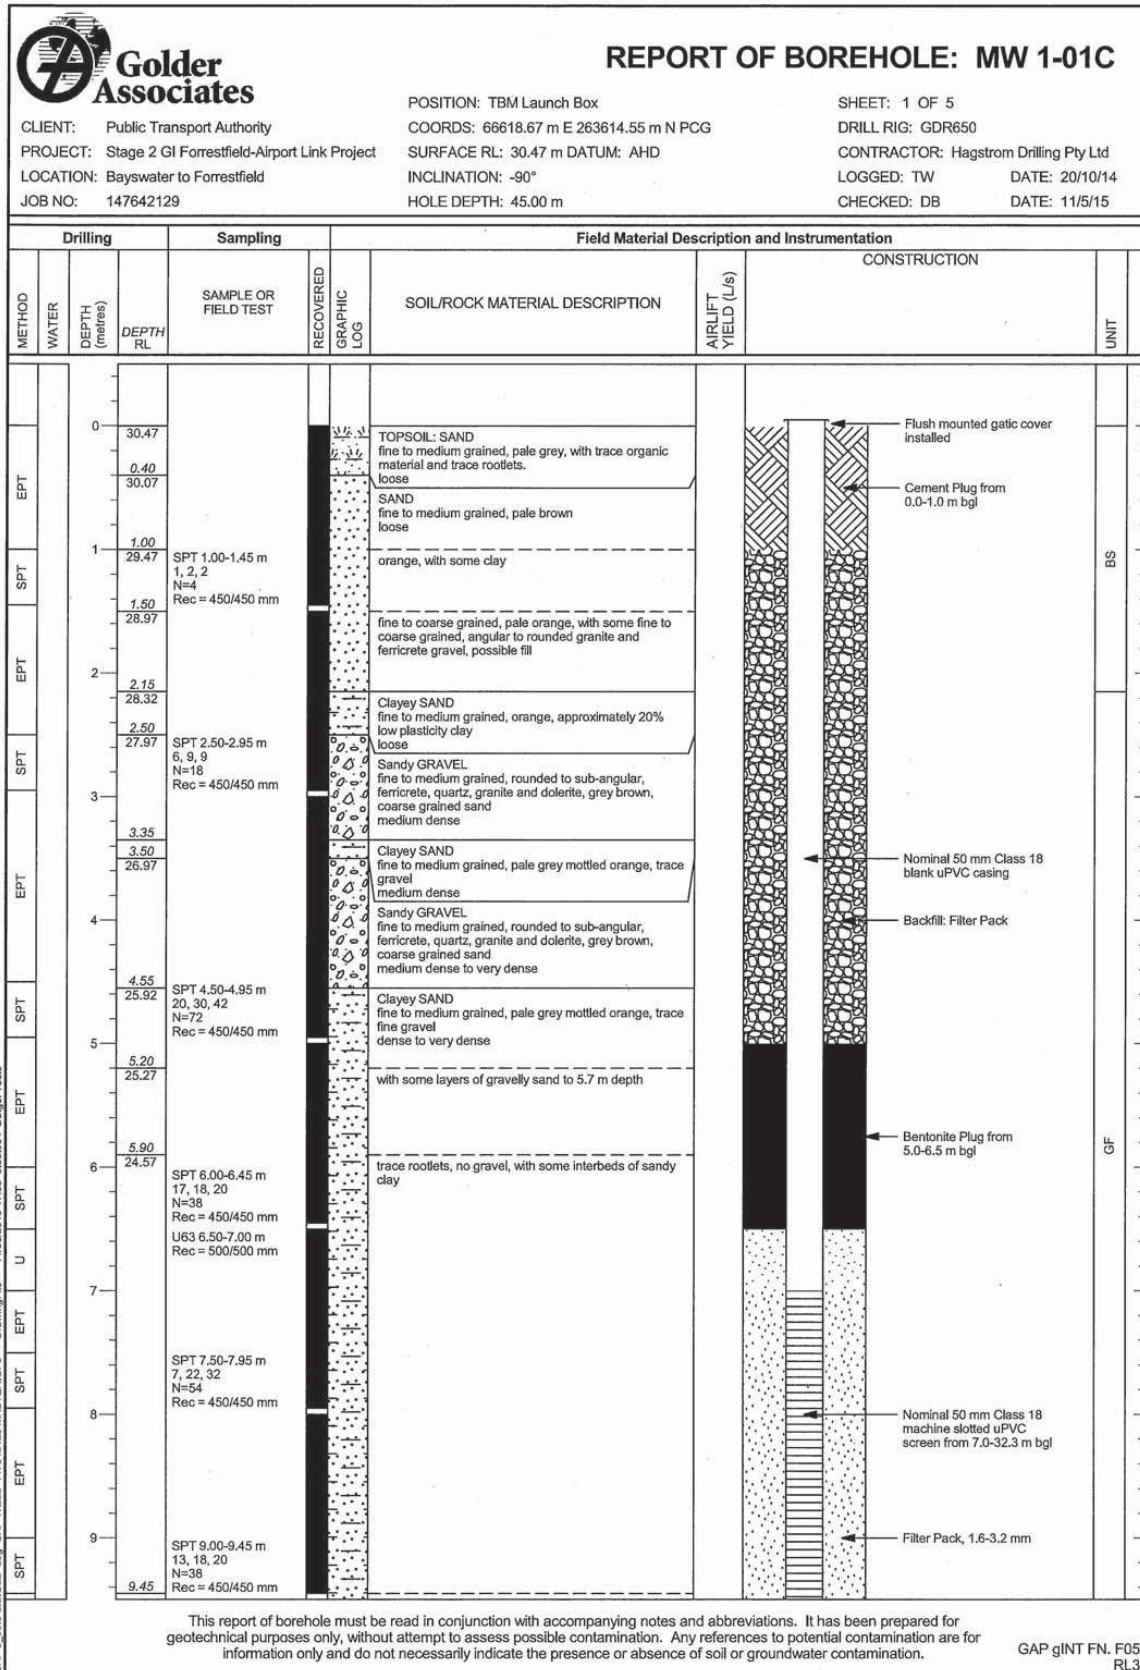 Golder
Associates
REPORT OF BOREHOLE: MW 1-01C
CLIENT: Public Transport Authority
PROJECT: Stage 2 GI Forrestfield-Airport Link Project
LOCATION: Bayswater to Forrestfield
JOB NO: 147642129
POSITION: TBM Launch Box
COORDS: 66618.67 m E 263614.55 m N PCG
SURFACE RL: 30.47 m DATUM: AHD
INCLINATION: -90°
HOLE DEPTH: 45.00 m
SHEET: 1 OF 5
DRILL RIG: GDR650
CONTRACTOR: Hagstrom Drilling Pty Ltd
LOGGED: TW DATE: 20/10/14
CHECKED: DB DATE: 11/5/15
Drilling
Sampling
Field Material Description and Instrumentation
METHOD
WATER
DEPTH
(metres)
DEPTH
RL
SAMPLE OR
FIELD TEST
RECOVERED
GRAPHIC
LOG
SOIL/ROCK MATERIAL DESCRIPTION
AIRLIFT
YIELD (L/s)
CONSTRUCTION
UNIT
EPT
SPT
EPT
SPT
EPT
SPT
EPT
SPT
U
EPT
SPT
EPT
SPT
0
1
2
3
4
5
6
7
8
9
30.47
0.40
30.07
1.00
29.47
1.50
28.97
2.15
28.32
2.50
27.97
3.35
3.50
26.97
4.55
25.92
5.20
25.27
5.90
24.57
9.45
SPT 1.00-1.45 m
1, 2, 2
N=4
Rec = 450/450 mm
SPT 2.50-2.95 m
6, 9, 9
N=18
Rec = 450/450 mm
SPT 4.50-4.95 m
20, 30, 42
N=72
Rec = 450/450 mm
SPT 6.00-6.45 m
17, 18, 20
N=38
Rec = 450/450 mm
U63 6.50-7.00 m
Rec = 500/500 mm
SPT 7.50-7.95 m
7, 22, 32
N=54
Rec = 450/450 mm
SPT 9.00-9.45 m
13, 18, 20
N=38
Rec = 450/450 mm
TOPSOIL: SAND
fine to medium grained, pale grey, with trace organic
material and trace rootlets.
loose
SAND
fine to medium grained, pale brown
loose
orange, with some clay
fine to coarse grained, pale orange, with some fine to
coarse grained, angular to rounded granite and
ferricrete gravel, possible fill
Clayey SAND
fine to medium grained, orange, approximately 20%
low plasticity clay
loose
Sandy GRAVEL
fine to medium grained, rounded to sub-angular,
ferricrete, quartz, granite and dolerite, grey brown,
coarse grained sand
medium dense
Clayey SAND
fine to medium grained, pale grey mottled orange, trace
gravel
medium dense
Sandy GRAVEL
fine to medium grained, rounded to sub-angular,
ferricrete, quartz, granite and dolerite, grey brown,
coarse grained sand
medium dense to very dense
Clayey SAND
fine to medium grained, pale grey mottled orange, trace
fine gravel
dense to very dense
with some layers of gravelly sand to 5.7 m depth
trace rootlets, no gravel, with some interbeds of sandy
clay
Flush mounted gatic cover
installed
Cement Plug from
0.0-1.0 m bgl
Nominal 50 mm Class 18
blank uPVC casing
Backfill: Filter Pack
Bentonite Plug from
5.0-6.5 m bgl
Nominal 50 mm Class 18
machine slotted uPVC
screen from 7.0-32.3 m bgl
Filter Pack, 1.6-3.2 mm
BS
GF
This report of borehole must be read in conjunction with accompanying notes and abbreviations. It has been prepared for
geotechnical purposes only, without attempt to assess possible contamination. Any references to potential contamination are for
information only and do not necessarily indicate the presence or absence of soil or groundwater contamination.
GAP gINT FN. F05
RL3